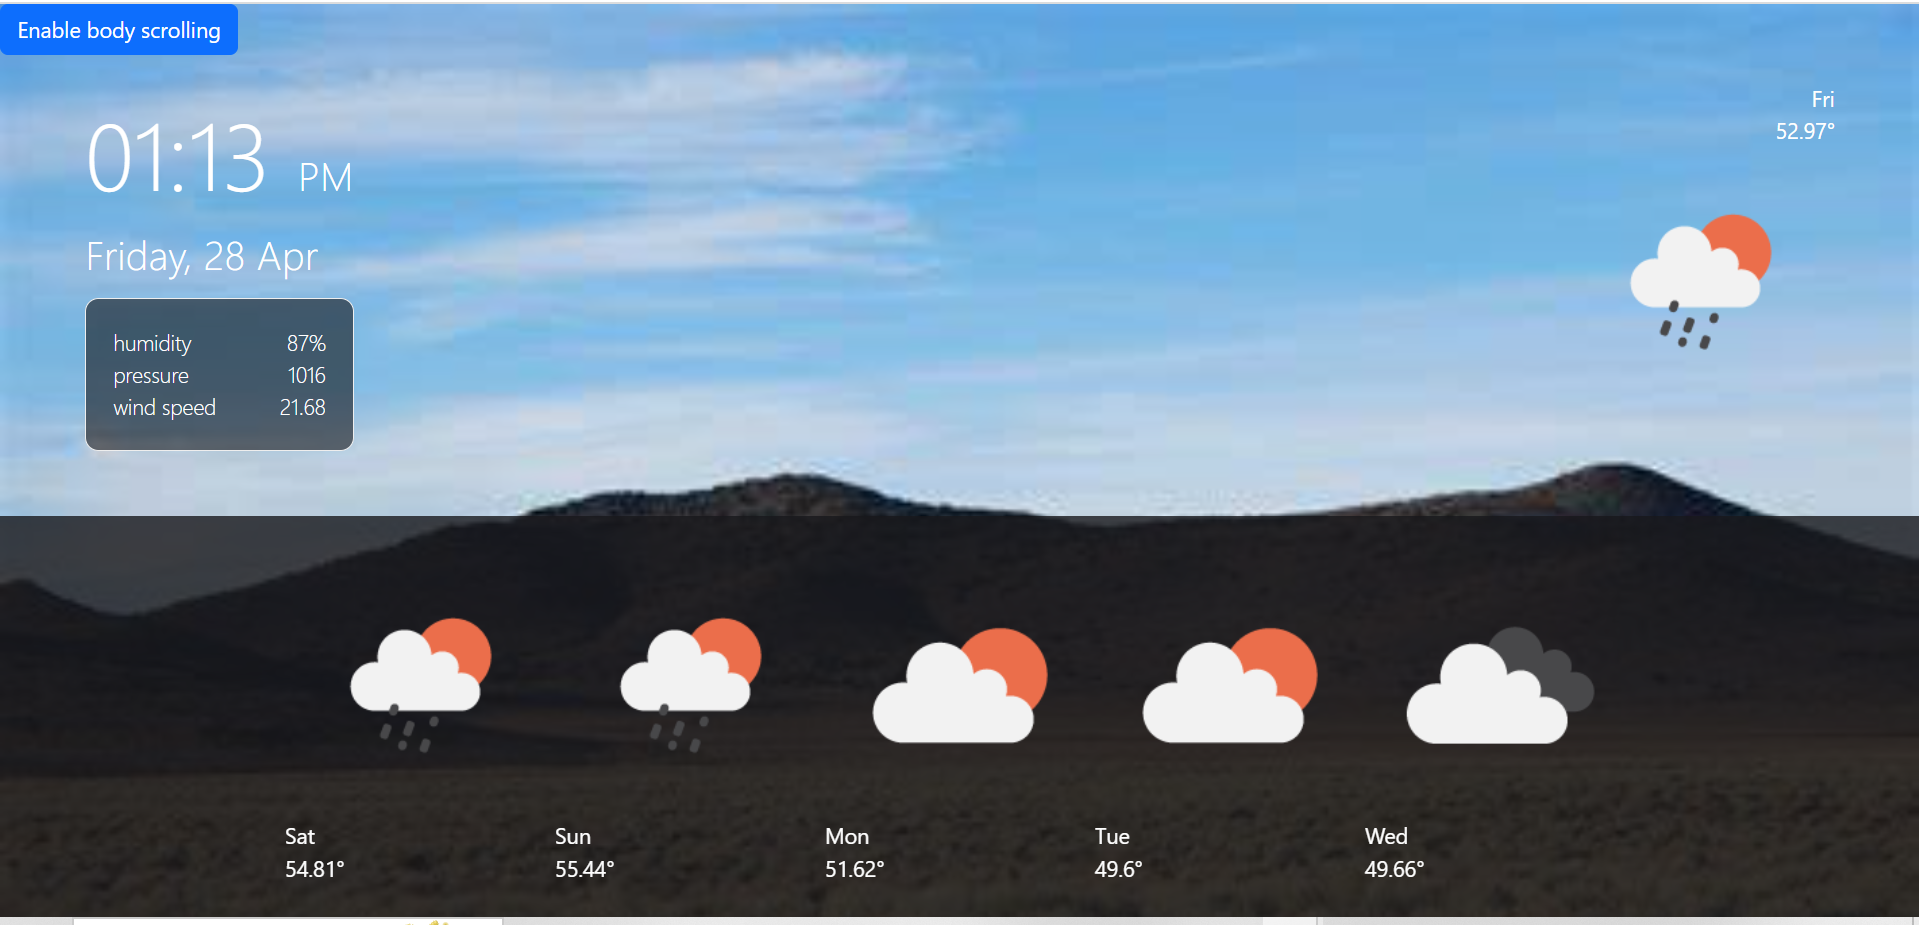 Enable body scrolling
Fri
52.97°
01:13 PM
Friday, 28 Apr
humidity 87%
pressure 1016
wind speed 21.68
Sat
54.81°
Sun
55.44°
Mon
51.62°
Tue
49.6°
Wed
49.66°